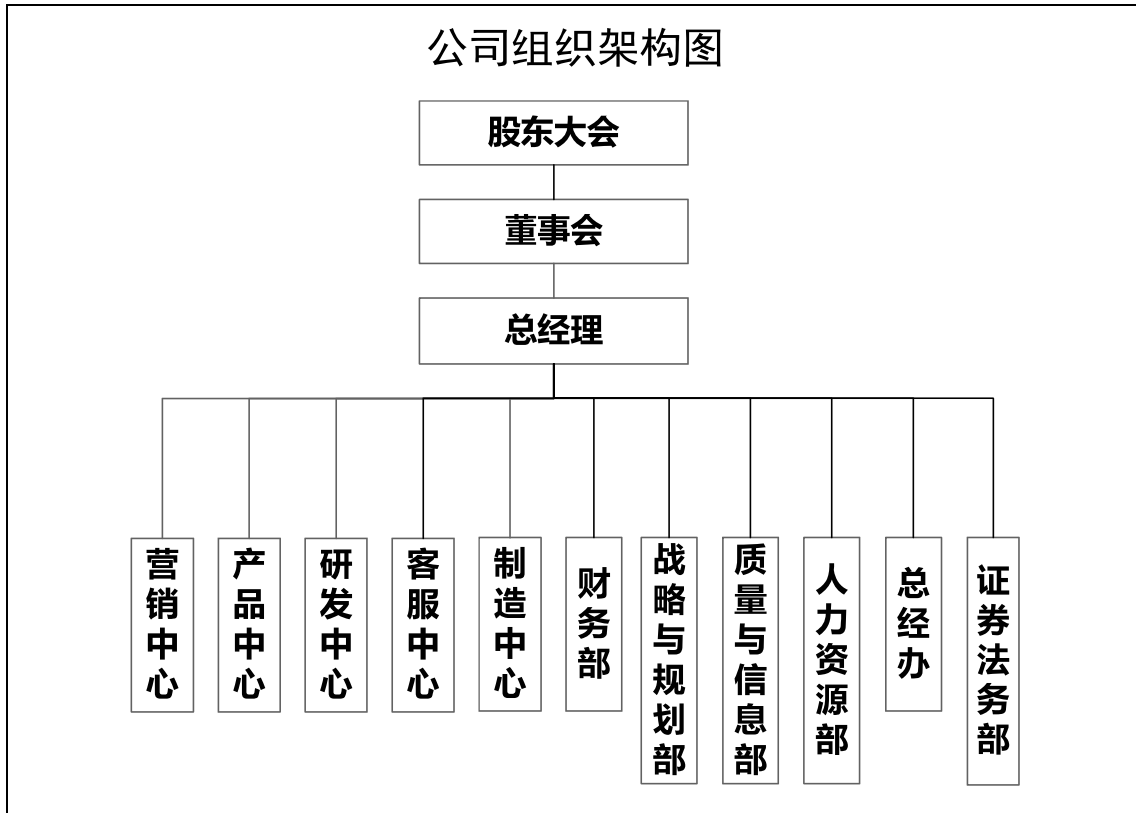 公司组织架构图
股东大会
董事会
总经理
营销中心
产品中心
研发中心
客服中心
制造中心
财务部
战略与规划部
质量与信息部
人力资源部
总经办
证券法务部